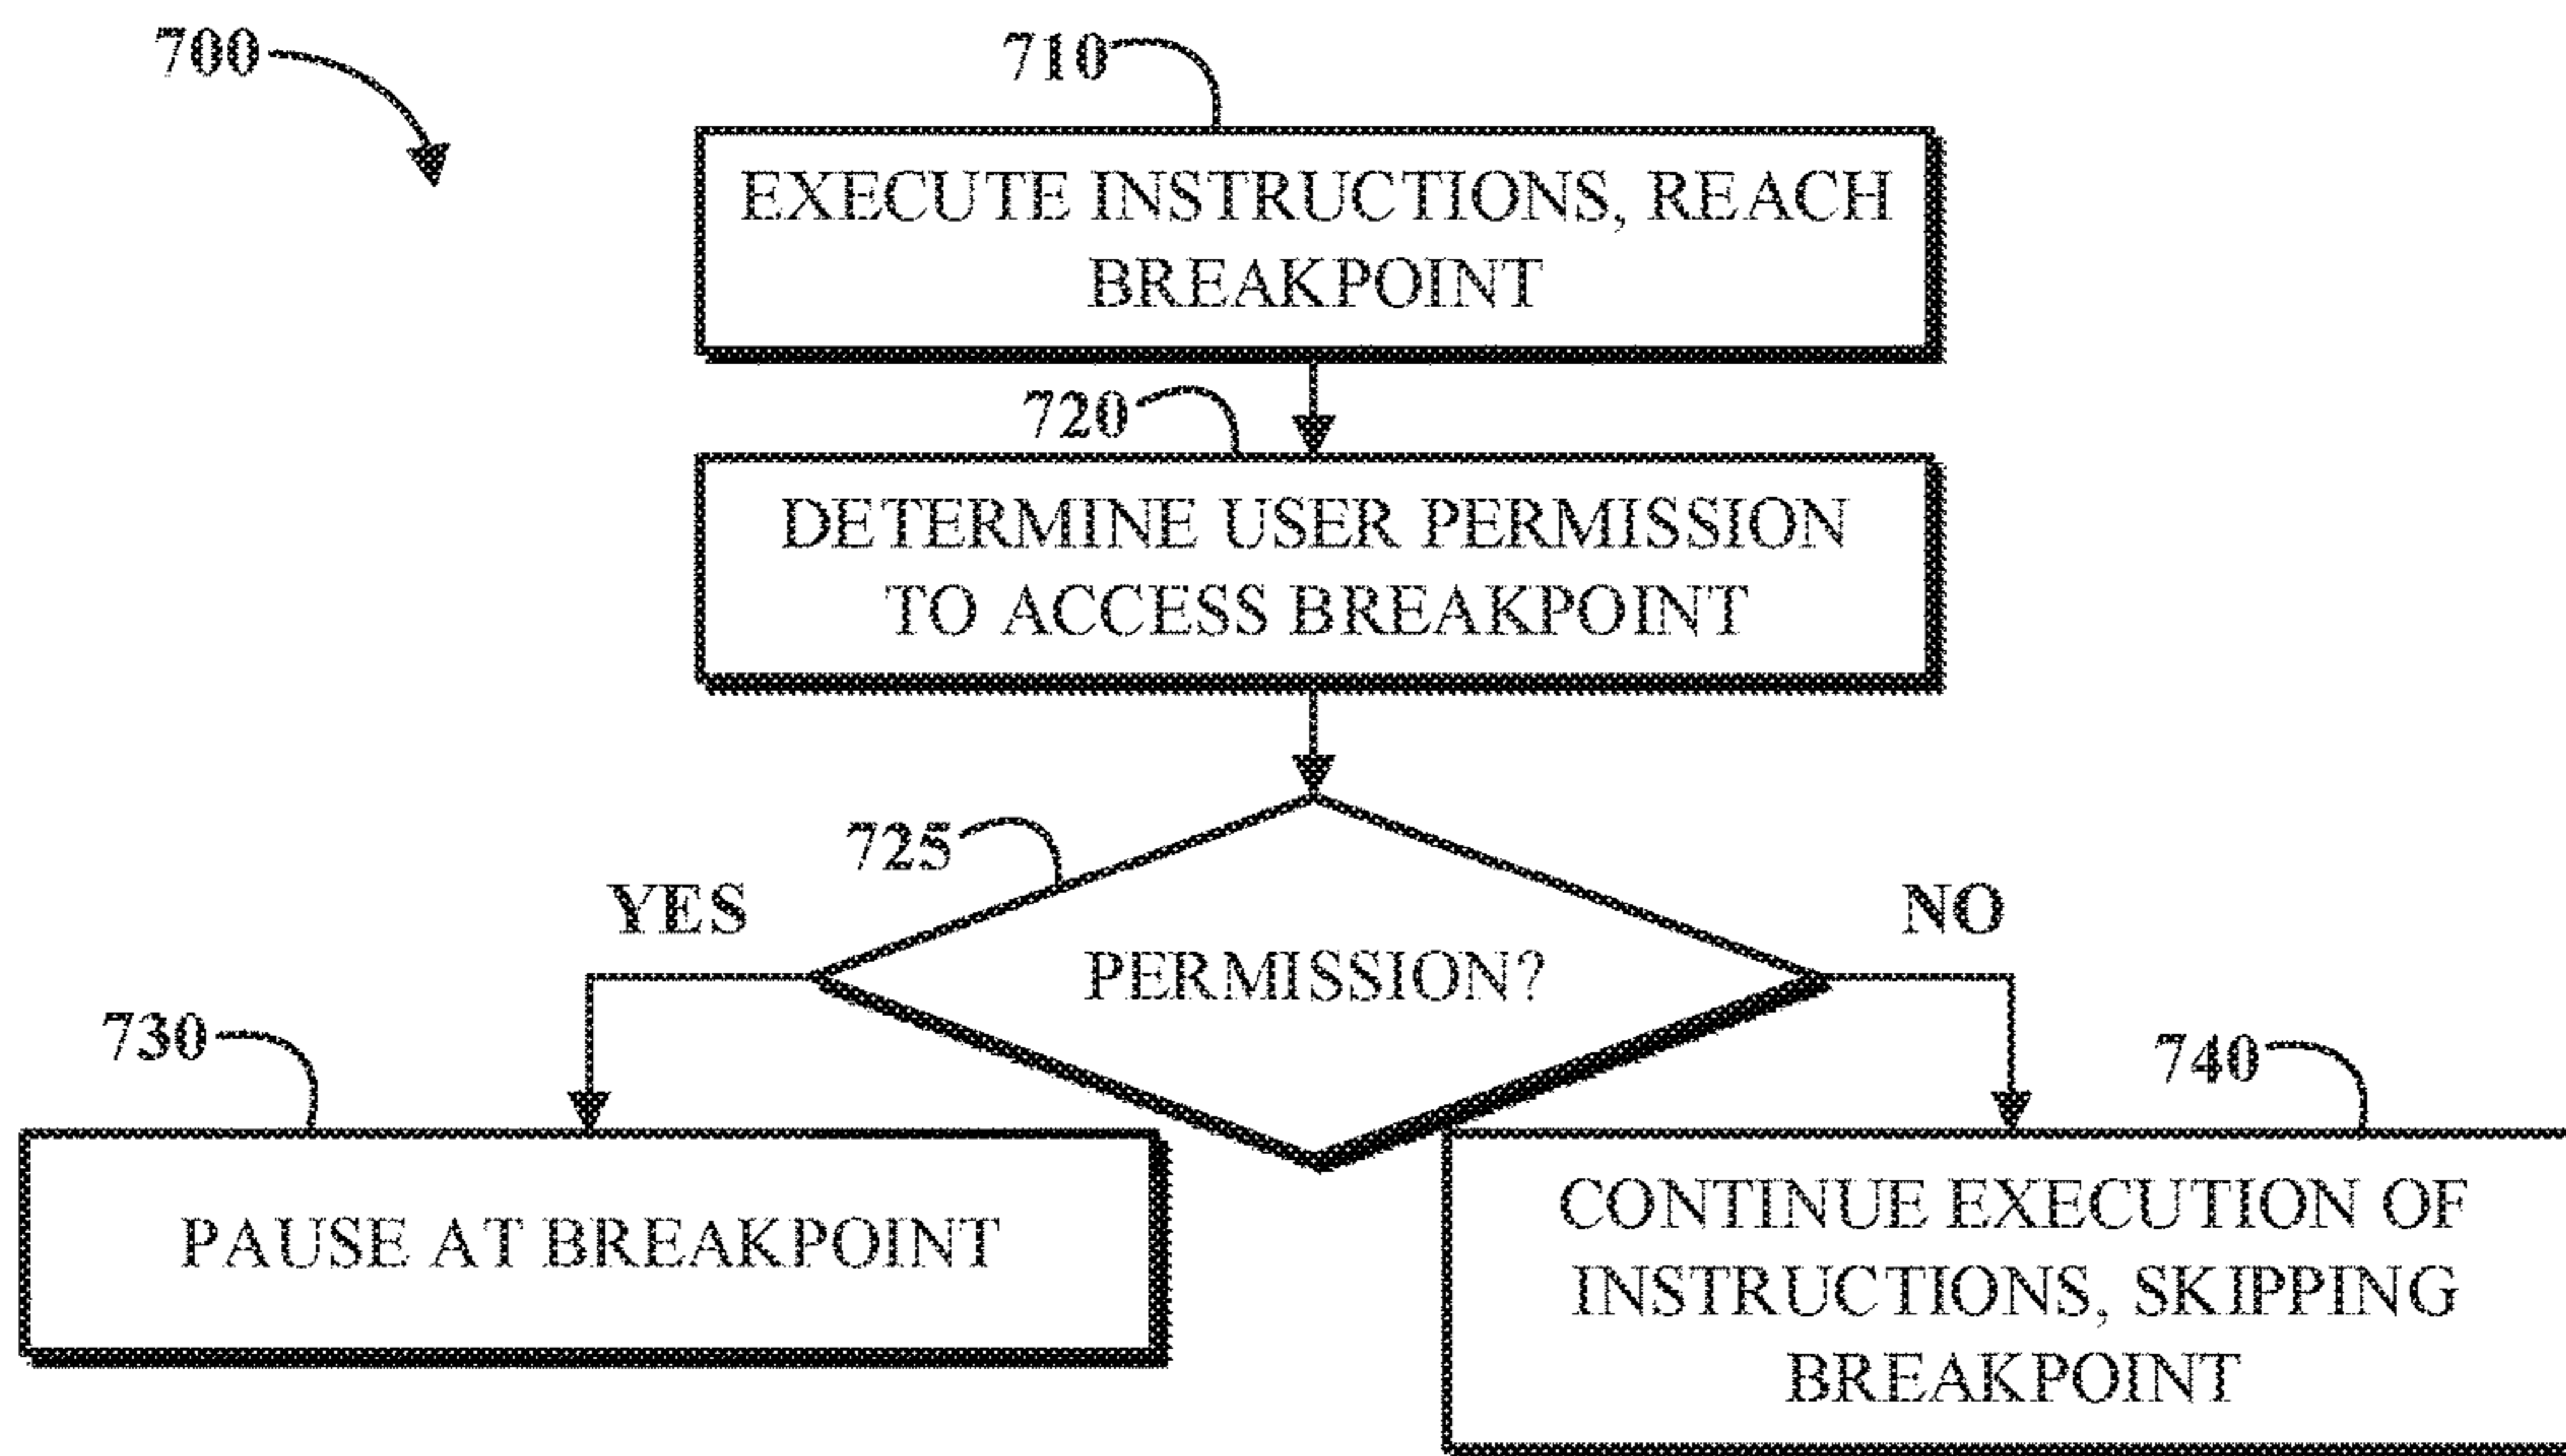 700
710
EXECUTE INSTRUCTIONS, REACH
BREAKPOINT
720
DETERMINE USER PERMISSION
TO ACCESS BREAKPOINT
725
YES
NO
PERMISSION?
730
740
PAUSE AT BREAKPOINT
CONTINUE EXECUTION OF
INSTRUCTIONS, SKIPPING
BREAKPOINT